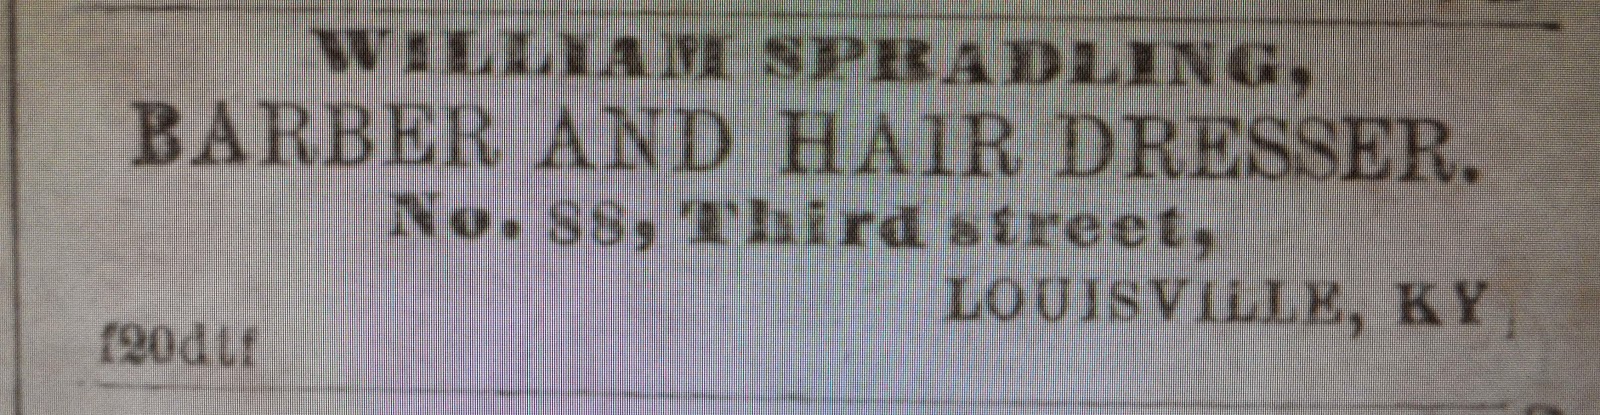 WILLIAM SPRADLING,
BARBER AND HAIR DRESSER.
No. 88, Third street,
LOUISVILLE, KY
f20dtf